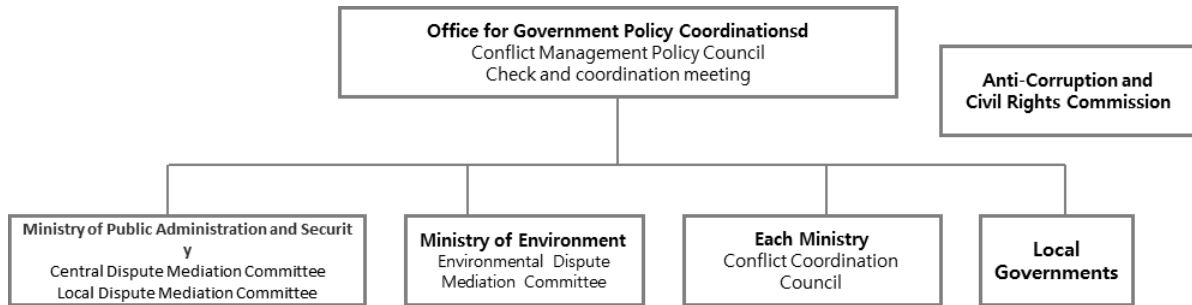 Office for Government Policy Coordinationsd
Conflict Management Policy Council
Check and coordination meeting
Anti-Corruption and
Civil Rights Commission
Ministry of Public Administration and Securit
y
Central Dispute Mediation Committee
Local Dispute Mediation Committee
Ministry of Environment
Environmental Dispute
Mediation Committee
Each Ministry
Conflict Coordination
Council
Local
Governments